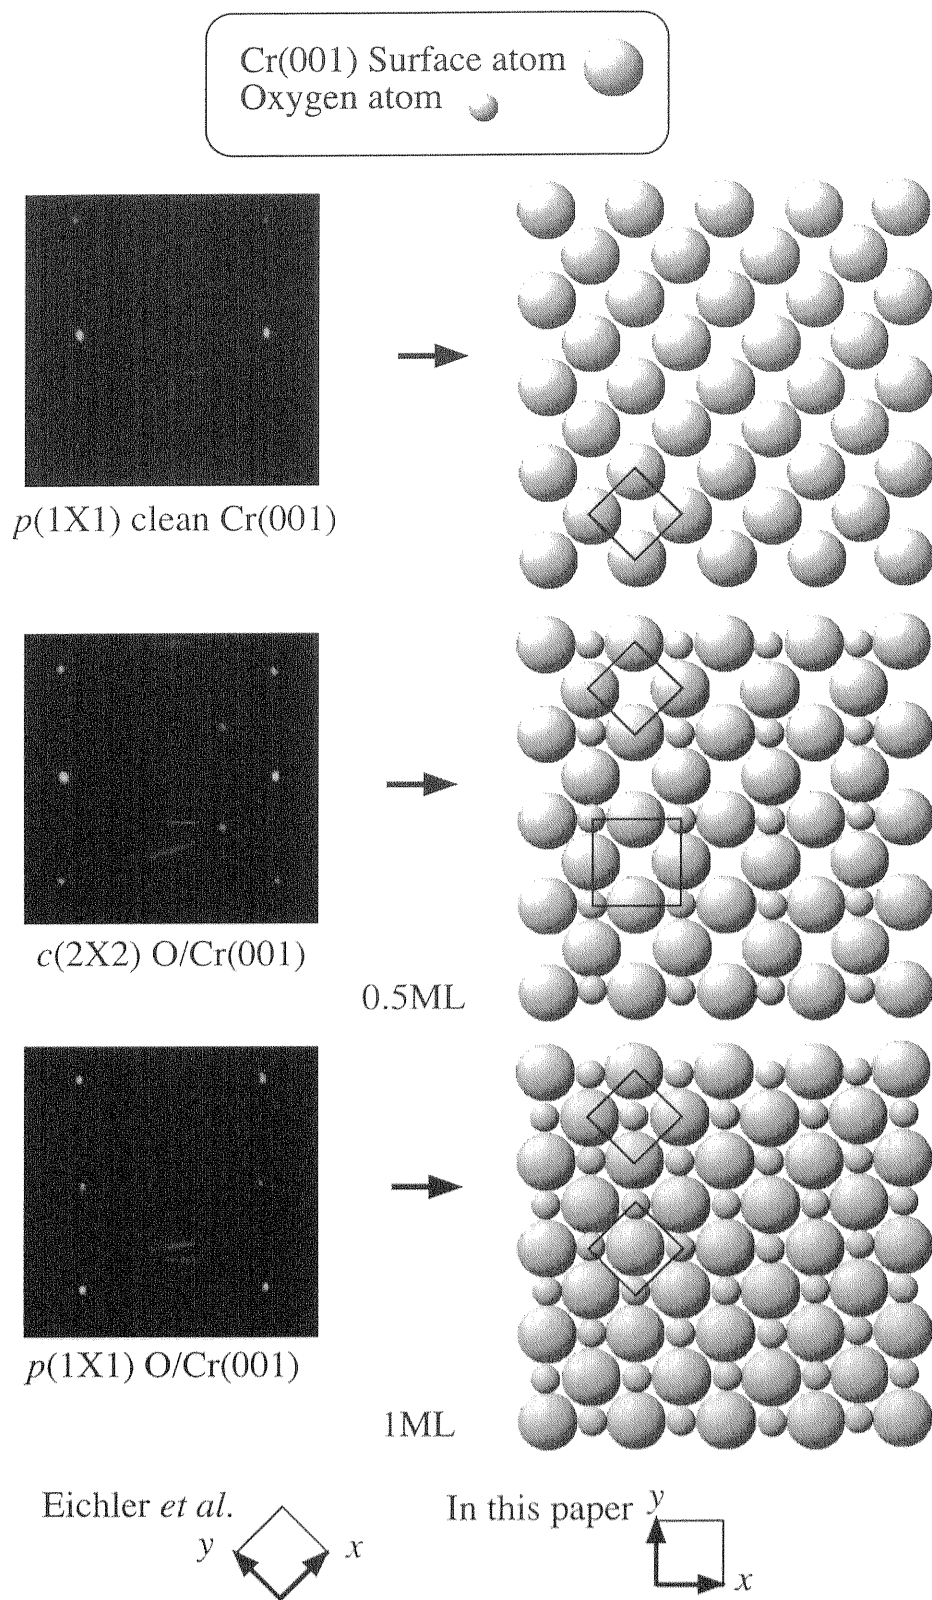 Cr(001) Surface atom
Oxygen atom
p(1X1) clean Cr(001)
c(2X2) O/Cr(001)
0.5ML
p(1X1) O/Cr(001)
1ML
Eichler et al.
y
x
In this paper
y
x